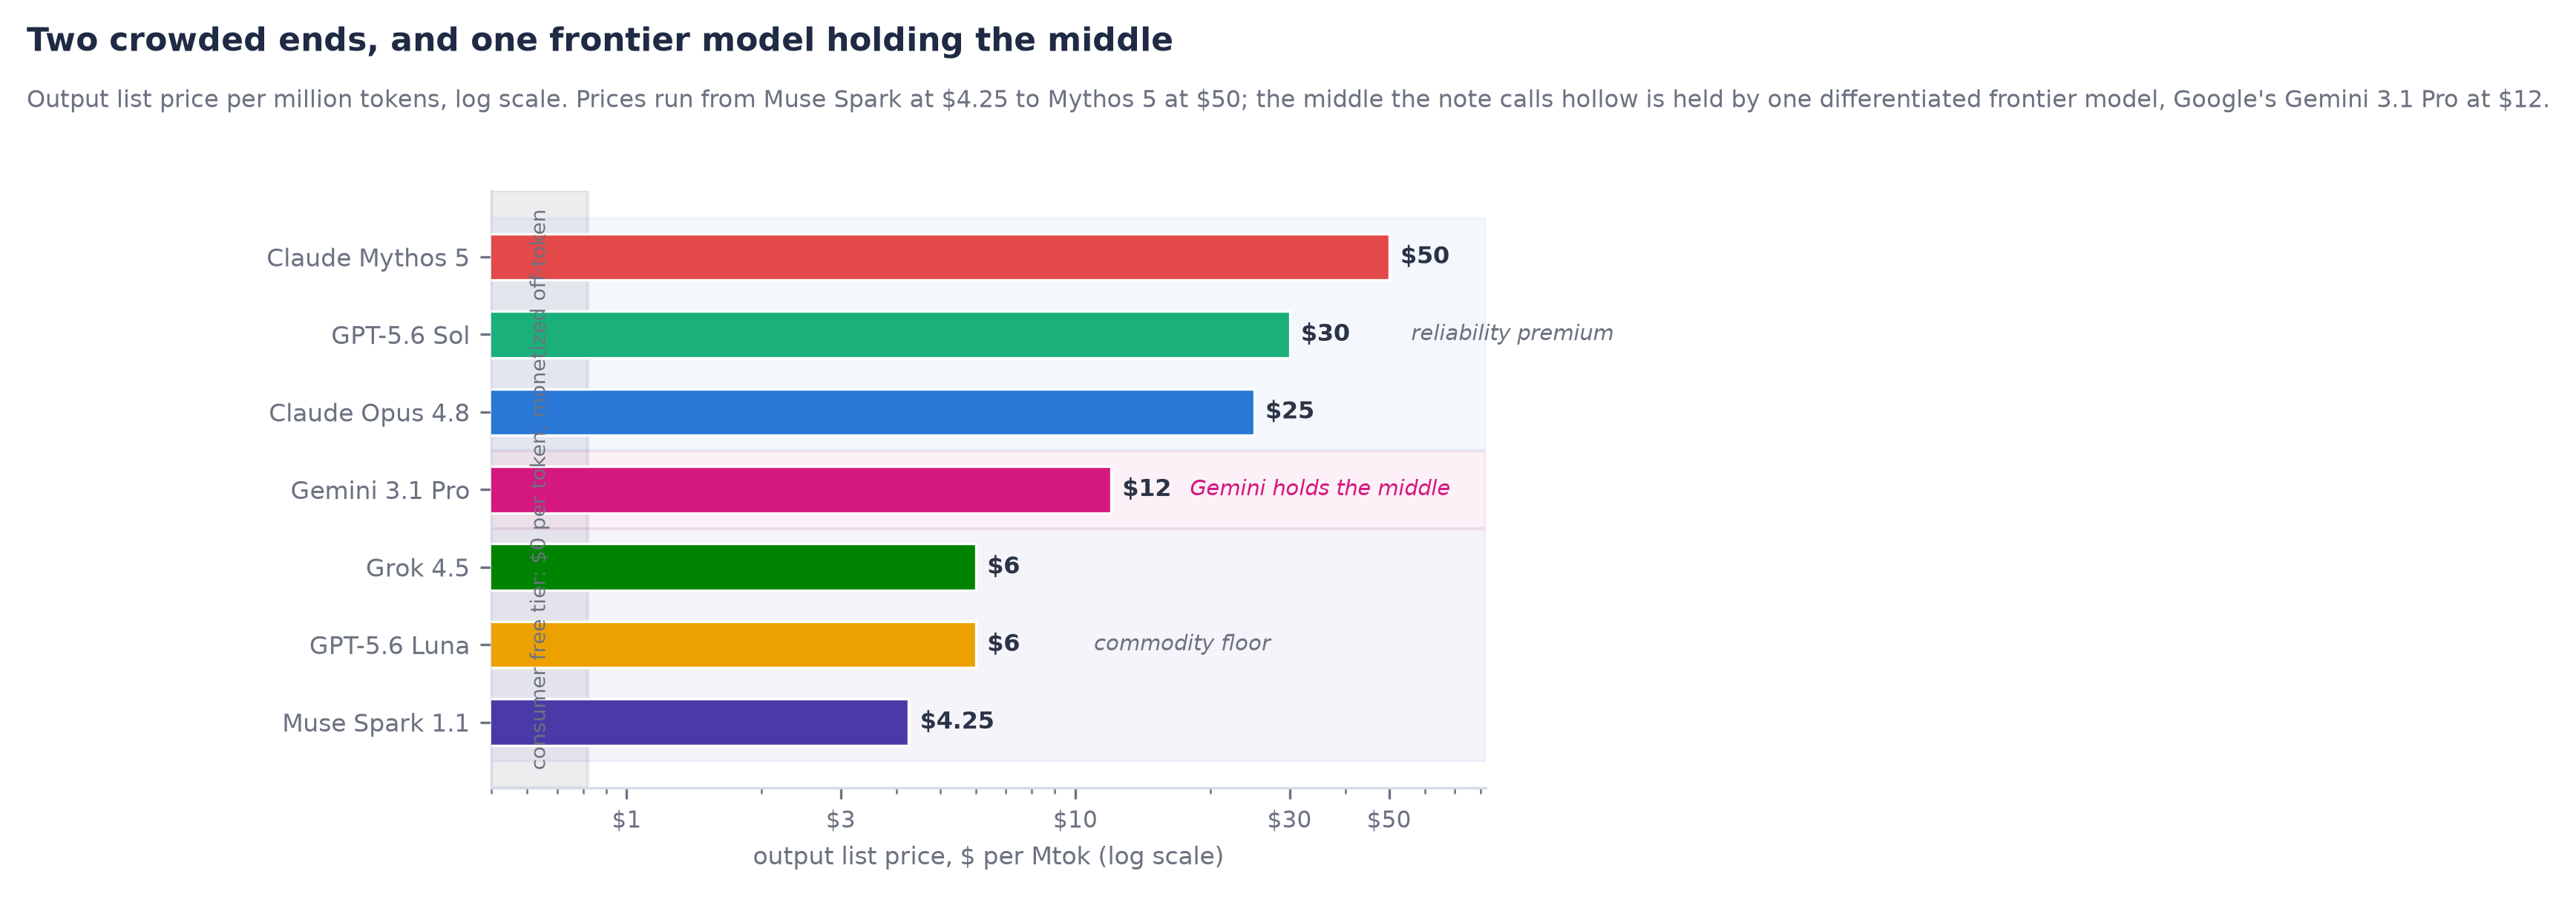 Two crowded ends, and one frontier model holding the middle
Output list price per million tokens, log scale. Prices run from Muse Spark at $4.25 to Mythos 5 at $50; the middle the note calls hollow is held by one differentiated frontier model, Google's Gemini 3.1 Pro at $12.
consumer free tier: $0 per token, monetized off-token
Claude Mythos 5
$50
GPT-5.6 Sol
$30
reliability premium
Claude Opus 4.8
$25
Gemini 3.1 Pro
$12
Gemini holds the middle
Grok 4.5
$6
GPT-5.6 Luna
$6
commodity floor
Muse Spark 1.1
$4.25
$1
$3
$10
$30
$50
output list price, $ per Mtok (log scale)